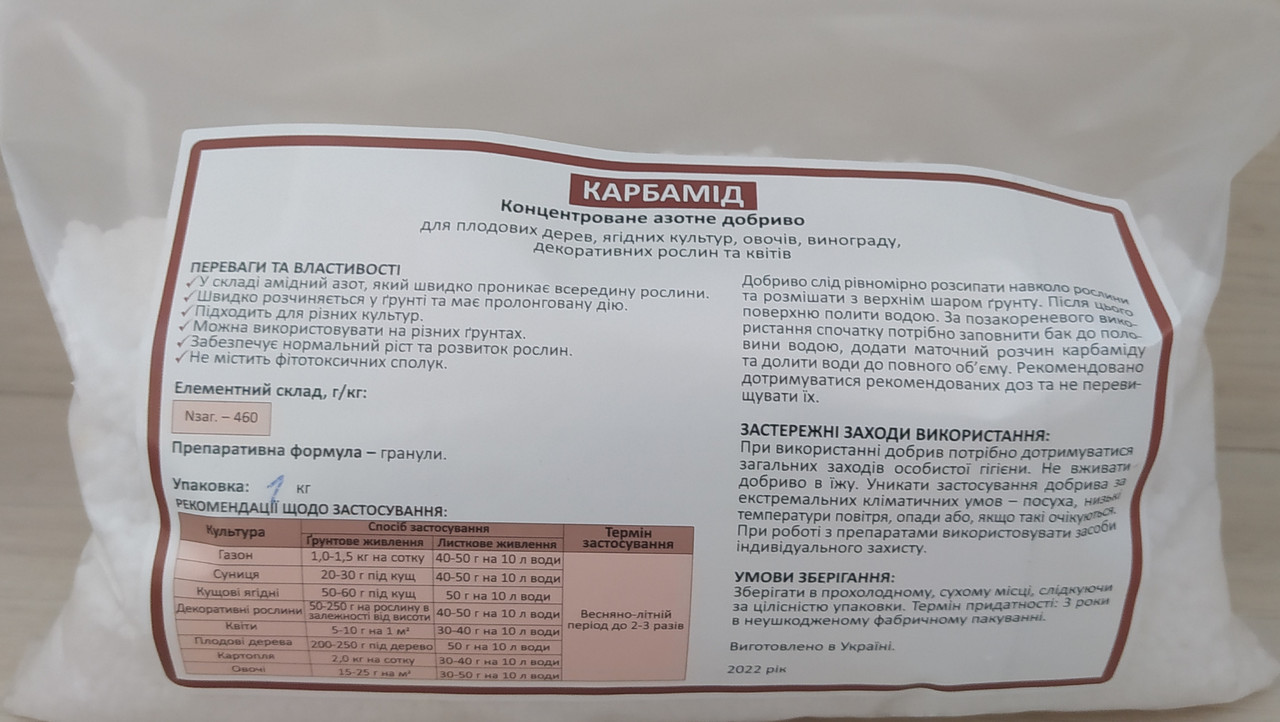 КАРБАМІД
Концентроване азотне добриво
для плодових дерев, ягідних культур, овочів, винограду,
декоративних рослин та квітів
ПЕРЕВАГИ ТА ВЛАСТИВОСТІ
✓У складі амідний азот, який швидко проникає всередину рослини.
✓Швидко розчиняється у ґрунті та має пролонговану дію.
✓Підходить для різних культур.
✓Можна використовувати на різних ґрунтах.
✓Забезпечує нормальний ріст та розвиток рослин.
✓Не містить фітотоксичних сполук.
Елементний склад, г/кг:
Nзаг. – 460
Препаративна формула – гранули.
Упаковка: 1 кг
РЕКОМЕНДАЦІЇ ЩОДО ЗАСТОСУВАННЯ:
Культура Спосіб застосування Термін застосування
Ґрунтове живлення Листкове живлення
Газон 1,0-1,5 кг на сотку 40-50 г на 10 л води
Суниця 20-30 г під кущ 40-50 г на 10 л води
Кущові ягідні 50-60 г під кущ 50 г на 10 л води
Декоративні рослини 50-250 г на рослину в залежності від висоти 40-50 г на 10 л води
Весняно-літній період до 2-3 разів
Квіти 5-10 г на 1 м² 30-40 г на 10 л води
Плодові дерева 200-250 г під дерево 50 г на 10 л води
Картопля 2,0 кг на сотку 30-40 г на 10 л води
Овочі 15-25 г на м² 30-50 г на 10 л води
Добриво слід рівномірно розсипати навколо рослини
та розмішати з верхнім шаром ґрунту. Після цього
поверхню полити водою. За позакореневого вико-
ристання спочатку потрібно заповнити бак до поло-
вини водою, додати маточний розчин карбаміду
та долити води до повного об’єму. Рекомендовано
дотримуватися рекомендованих доз та не переви-
щувати їх.
ЗАСТЕРЕЖНІ ЗАХОДИ ВИКОРИСТАННЯ:
При використанні добрив потрібно дотримуватися
загальних заходів особистої гігієни. Не вживати
добриво в їжу. Уникати застосування добрива за
екстремальних кліматичних умов – посуха, низькі
температури повітря, опади або, якщо такі очікуються.
При роботі з препаратами використовувати засоби
індивідуального захисту.
УМОВИ ЗБЕРІГАННЯ:
Зберігати в прохолодному, сухому місці, слідкуючи
за цілісністю упаковки. Термін придатності: 3 роки
в неушкодженому фабричному пакуванні.
Виготовлено в Україні.
2022 рік